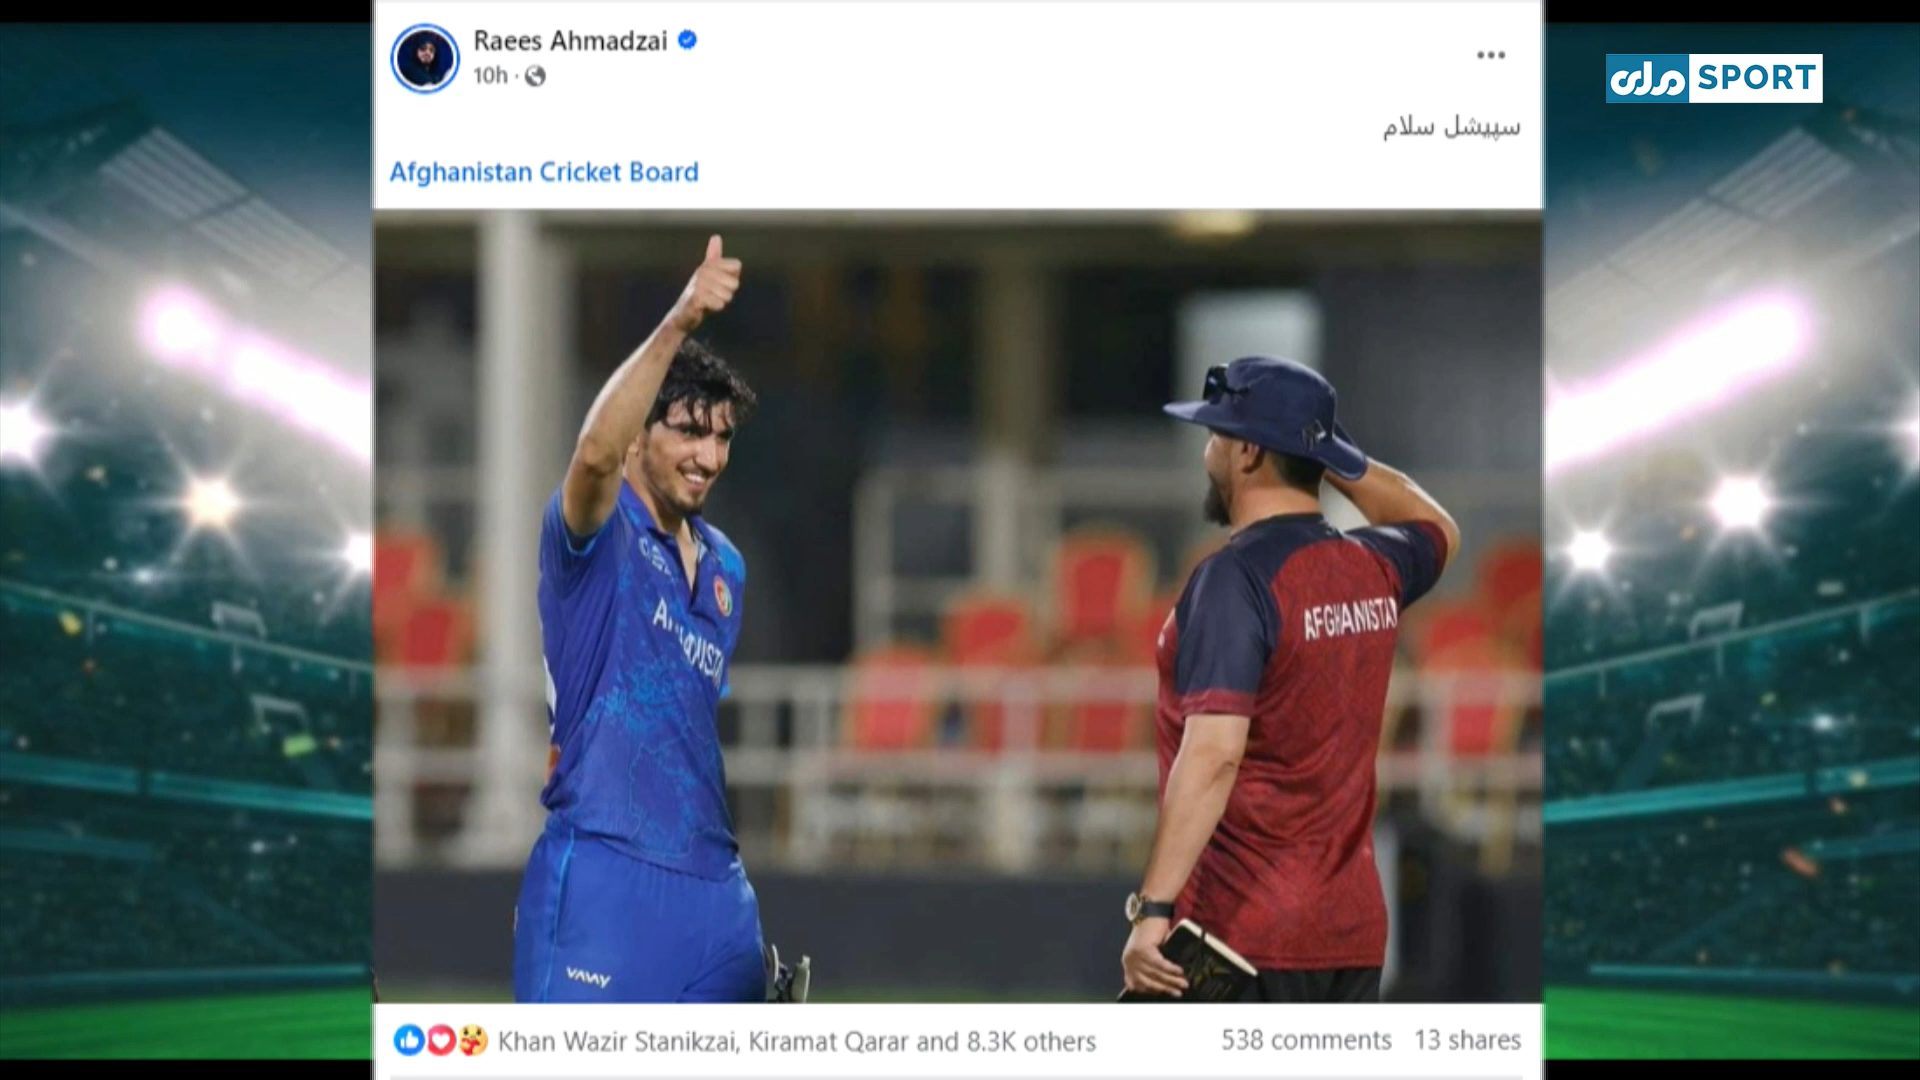 Raees Ahmadzai
10h
SPORT
سپیشل سلام
Afghanistan Cricket Board
AFGHANISTAN
VAWY
Khan Wazir Stanikzai, Kiramat Qarar and 8.3K others
538 comments 13 shares